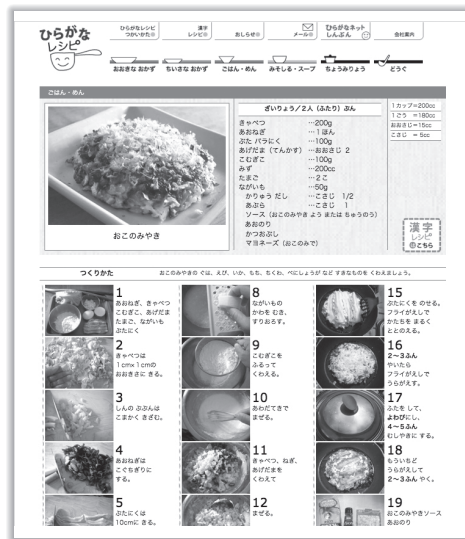 ひらがな
レシピ
ひらがなレシピ
つかいかた
漢字
レシピ
おしらせ
メール
ひらがなネット
しんぶん
会社案内
おおきな おかず
ちいさな おかず
ごはん・めん
みそしる・スープ
ちょうみりょう
どうぐ
ごはん・めん
おこのみやき
ざいりょう/2人(ふたり)ぶん
きゃべつ …200g
あおねぎ …1ほん
ぶた バラにく …100g
あげだま(てんかす) …おおさじ 2
こむぎこ …100g
みず …200cc
たまご …2こ
ながいも …50g
かりゅう だし …こさじ 1/2
あぶら …こさじ 1
ソース(おこのみやき よう または ちゅうのう)
あおのり
かつおぶし
マヨネーズ(おこのみで)
1カップ=200cc
1ごう =180cc
おおさじ=15cc
こさじ = 5cc
漢字
レシピ
はこちら
つくりかた
おこのみやきの ぐは、えび、いか、もち、ちくわ、べにしょうが など すきなものを くわえましょう。
1
あおねぎ、きゃべつ
こむぎこ、あげだま
たまご、ながいも
ぶたにく
2
きゃべつは
1cm×1cmの
おおきさに きる。
3
しんの ぶぶんは
こまかく きざむ。
4
あおねぎは
こぐちぎりに
する。
5
ぶたにくは
10cmに きる。
8
ながいもの
かわを むき、
すりおろす。
9
こむぎこを
ふるって
くわえる。
10
あわだてきで
まぜる。
11
きゃべつ、ねぎ、
あげだまを
くわえて
12
まぜる。
15
ぶたにくを のせる。
フライがえしで
かたちを まるく
ととのえる。
16
2〜3ふん
やいたら
フライがえしで
うらがえす。
17
ふたを して、
よわびにし、
4〜5ふん
むしやきに する。
18
もういちど
うらがえして
2〜3ふん やく。
19
おこのみやきソース
あおのり